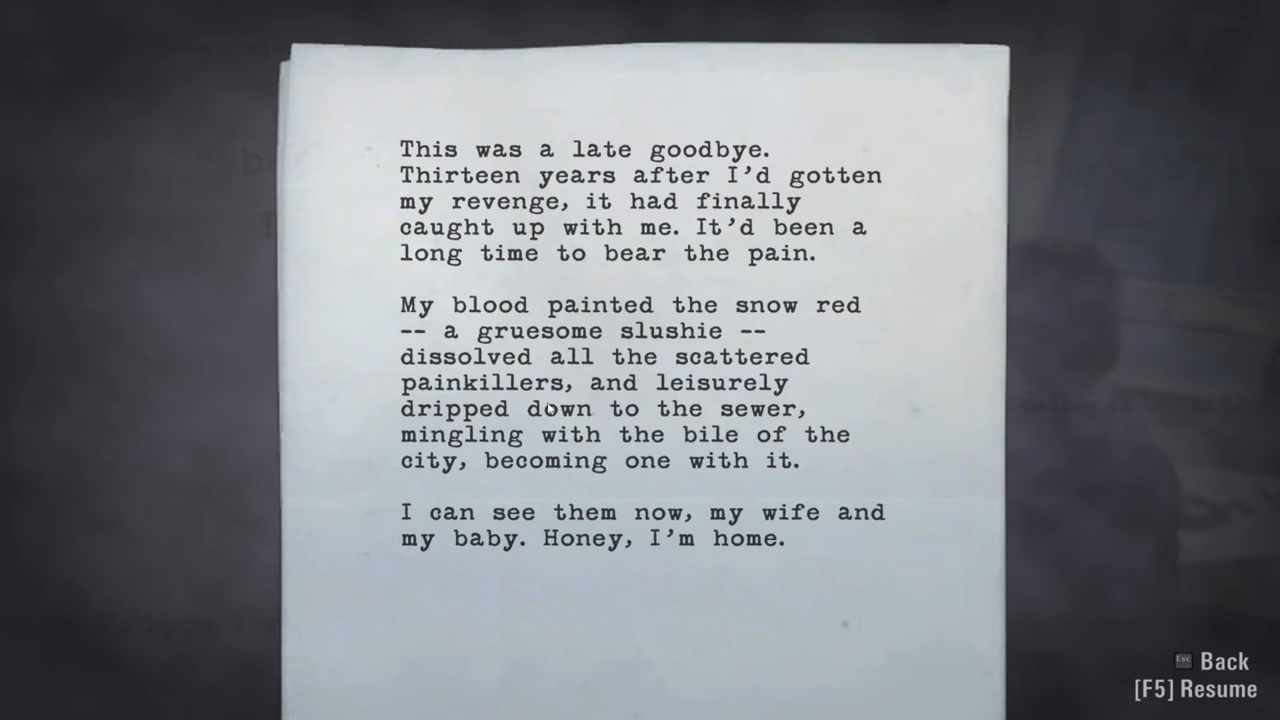 This was a late goodbye.
Thirteen years after I'd gotten
my revenge, it had finally
caught up with me. It'd been a
long time to bear the pain.
My blood painted the snow red
-- a gruesome slushie --
dissolved all the scattered
painkillers, and leisurely
dripped down to the sewer,
mingling with the bile of the
city, becoming one with it.
I can see them now, my wife and
my baby. Honey, I'm home.
Esc Back
[F5] Resume